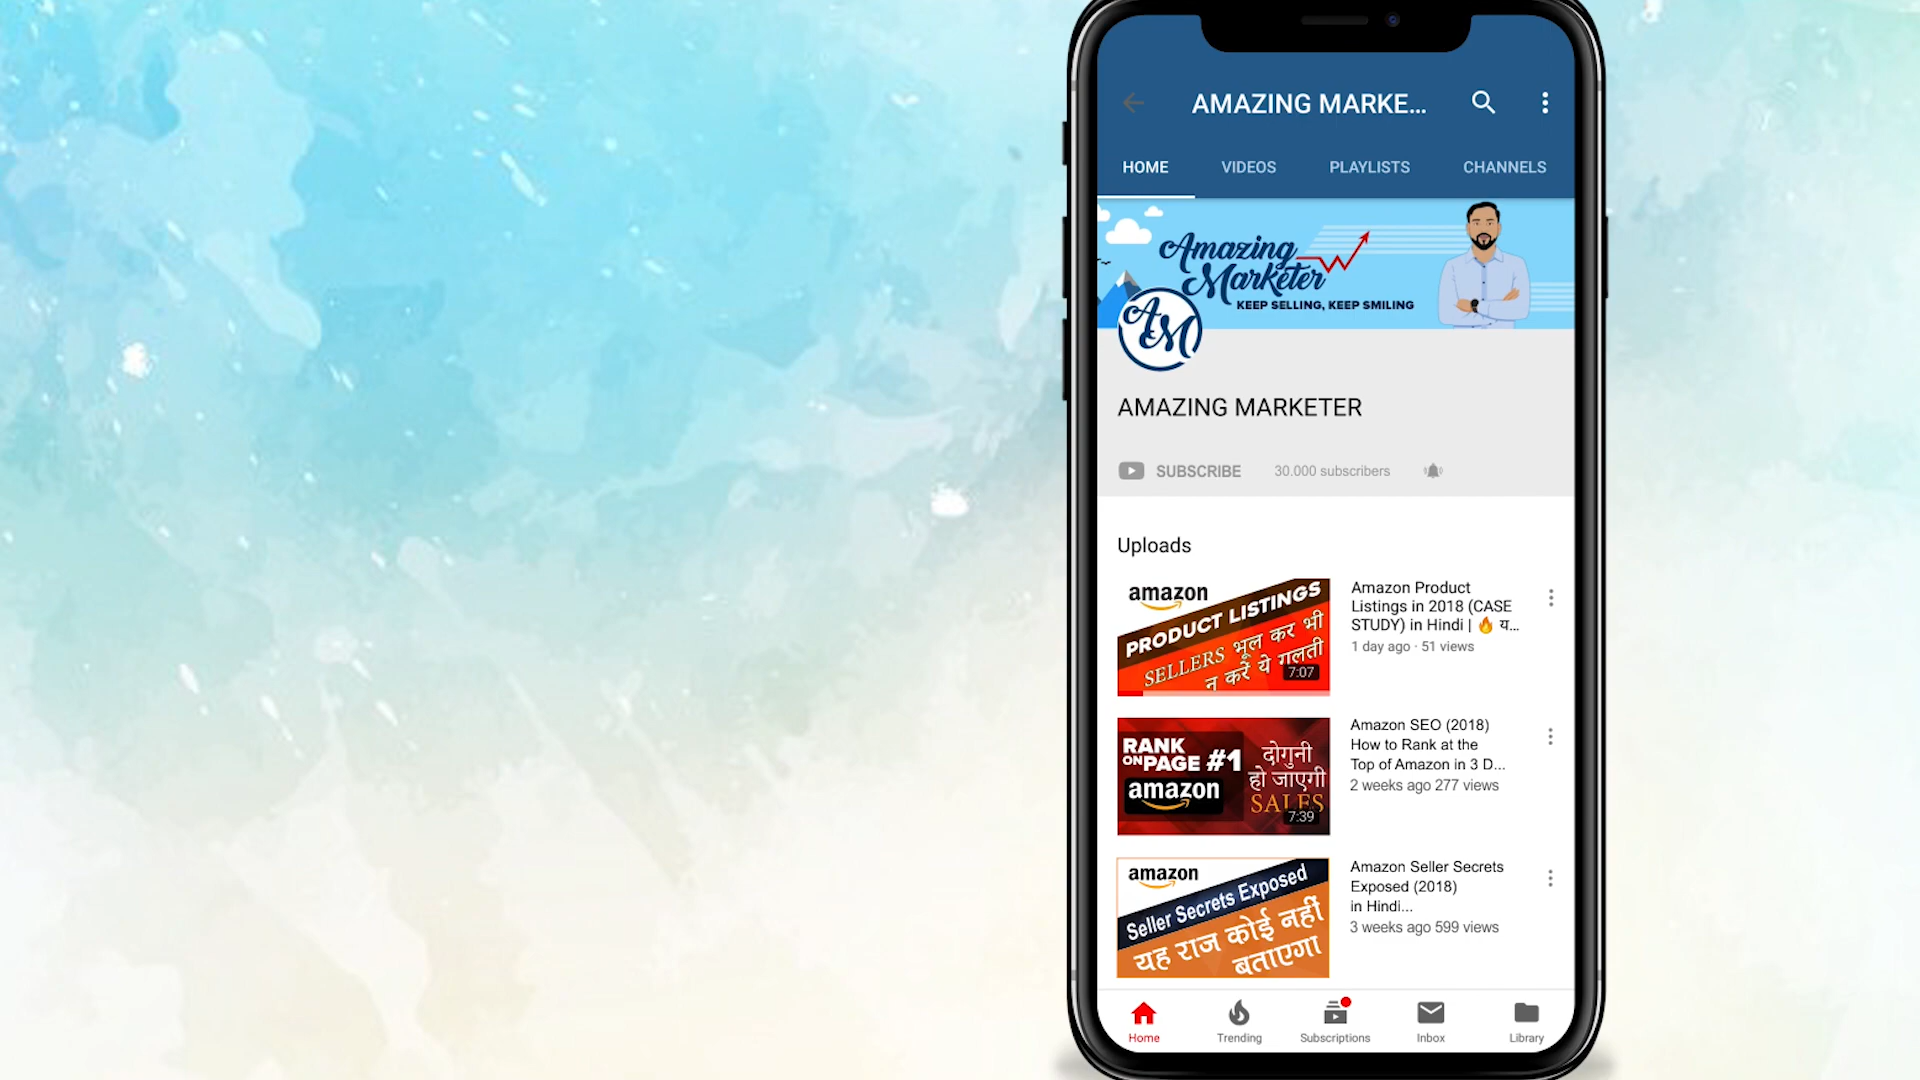 AMAZING MARKE...
HOME VIDEOS PLAYLISTS CHANNELS
Amazing
Marketer
KEEP SELLING, KEEP SMILING
AM
AMAZING MARKETER
SUBSCRIBE 30.000 subscribers
Uploads
amazon
PRODUCT LISTINGS
SELLERS भूल कर भी
न करें ये गलती
7:07
Amazon Product
Listings in 2018 (CASE
STUDY) in Hindi | 🔥 य...
1 day ago · 51 views
RANK
ON PAGE #1
amazon
दोगुनी
हो जाएगी
SALES
7:39
Amazon SEO (2018)
How to Rank at the
Top of Amazon in 3 D...
2 weeks ago 277 views
amazon
Seller Secrets Exposed
यह राज कोई नहीं
बताएगा
Amazon Seller Secrets
Exposed (2018)
in Hindi...
3 weeks ago 599 views
Home Trending Subscriptions Inbox Library